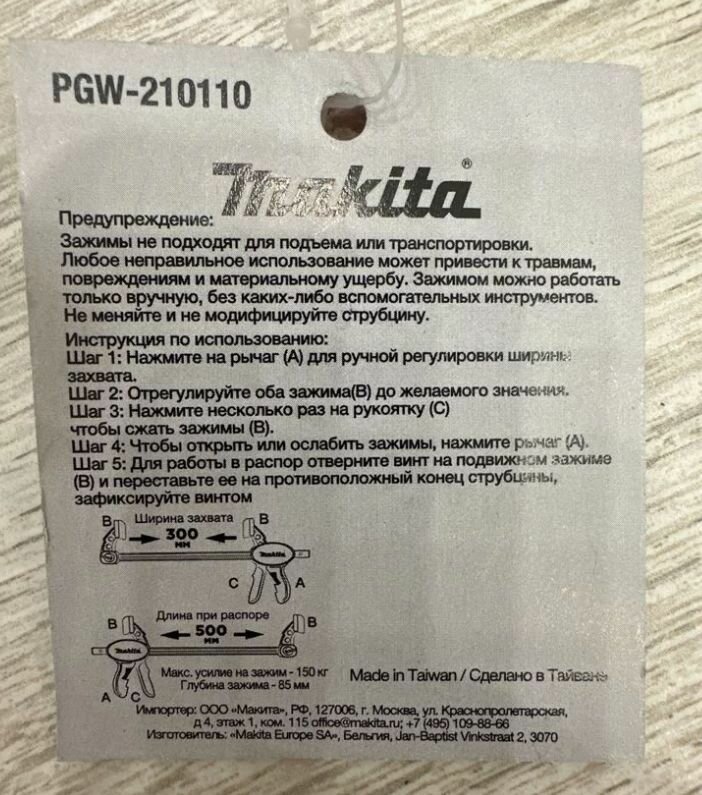 PGW-210110
Makita®
Предупреждение:
Зажимы не подходят для подъема или транспортировки.
Любое неправильное использование может привести к травмам,
повреждениям и материальному ущербу. Зажимом можно работать
только вручную, без каких-либо вспомогательных инструментов.
Не меняйте и не модифицируйте струбцину.
Инструкция по использованию:
Шаг 1: Нажмите на рычаг (А) для ручной регулировки ширины
захвата.
Шаг 2: Отрегулируйте оба зажима(В) до желаемого значения.
Шаг 3: Нажмите несколько раз на рукоятку (С)
чтобы сжать зажимы (В).
Шаг 4: Чтобы открыть или ослабить зажимы, нажмите рычаг (А).
Шаг 5: Для работы в распор отверните винт на подвижном зажиме
(В) и переставьте ее на противоположный конец струбцины,
зафиксируйте винтом
В Ширина захвата В
300
мм
Makita
С А
Длина при распоре
В 500 В
мм
Makita
А С
Макс. усилие на зажим - 150 кг
Глубина зажима - 85 мм
Made in Taiwan / Сделано в Тайване
Импортер: ООО «Макита», РФ, 127006, г. Москва, ул. Краснопролетарская,
д 4, этаж 1, ком. 115 office@makita.ru; +7 (495) 109-88-66
Изготовитель: «Makita Europe SA», Бельгия, Jan-Baptist Vinkstraat 2, 3070